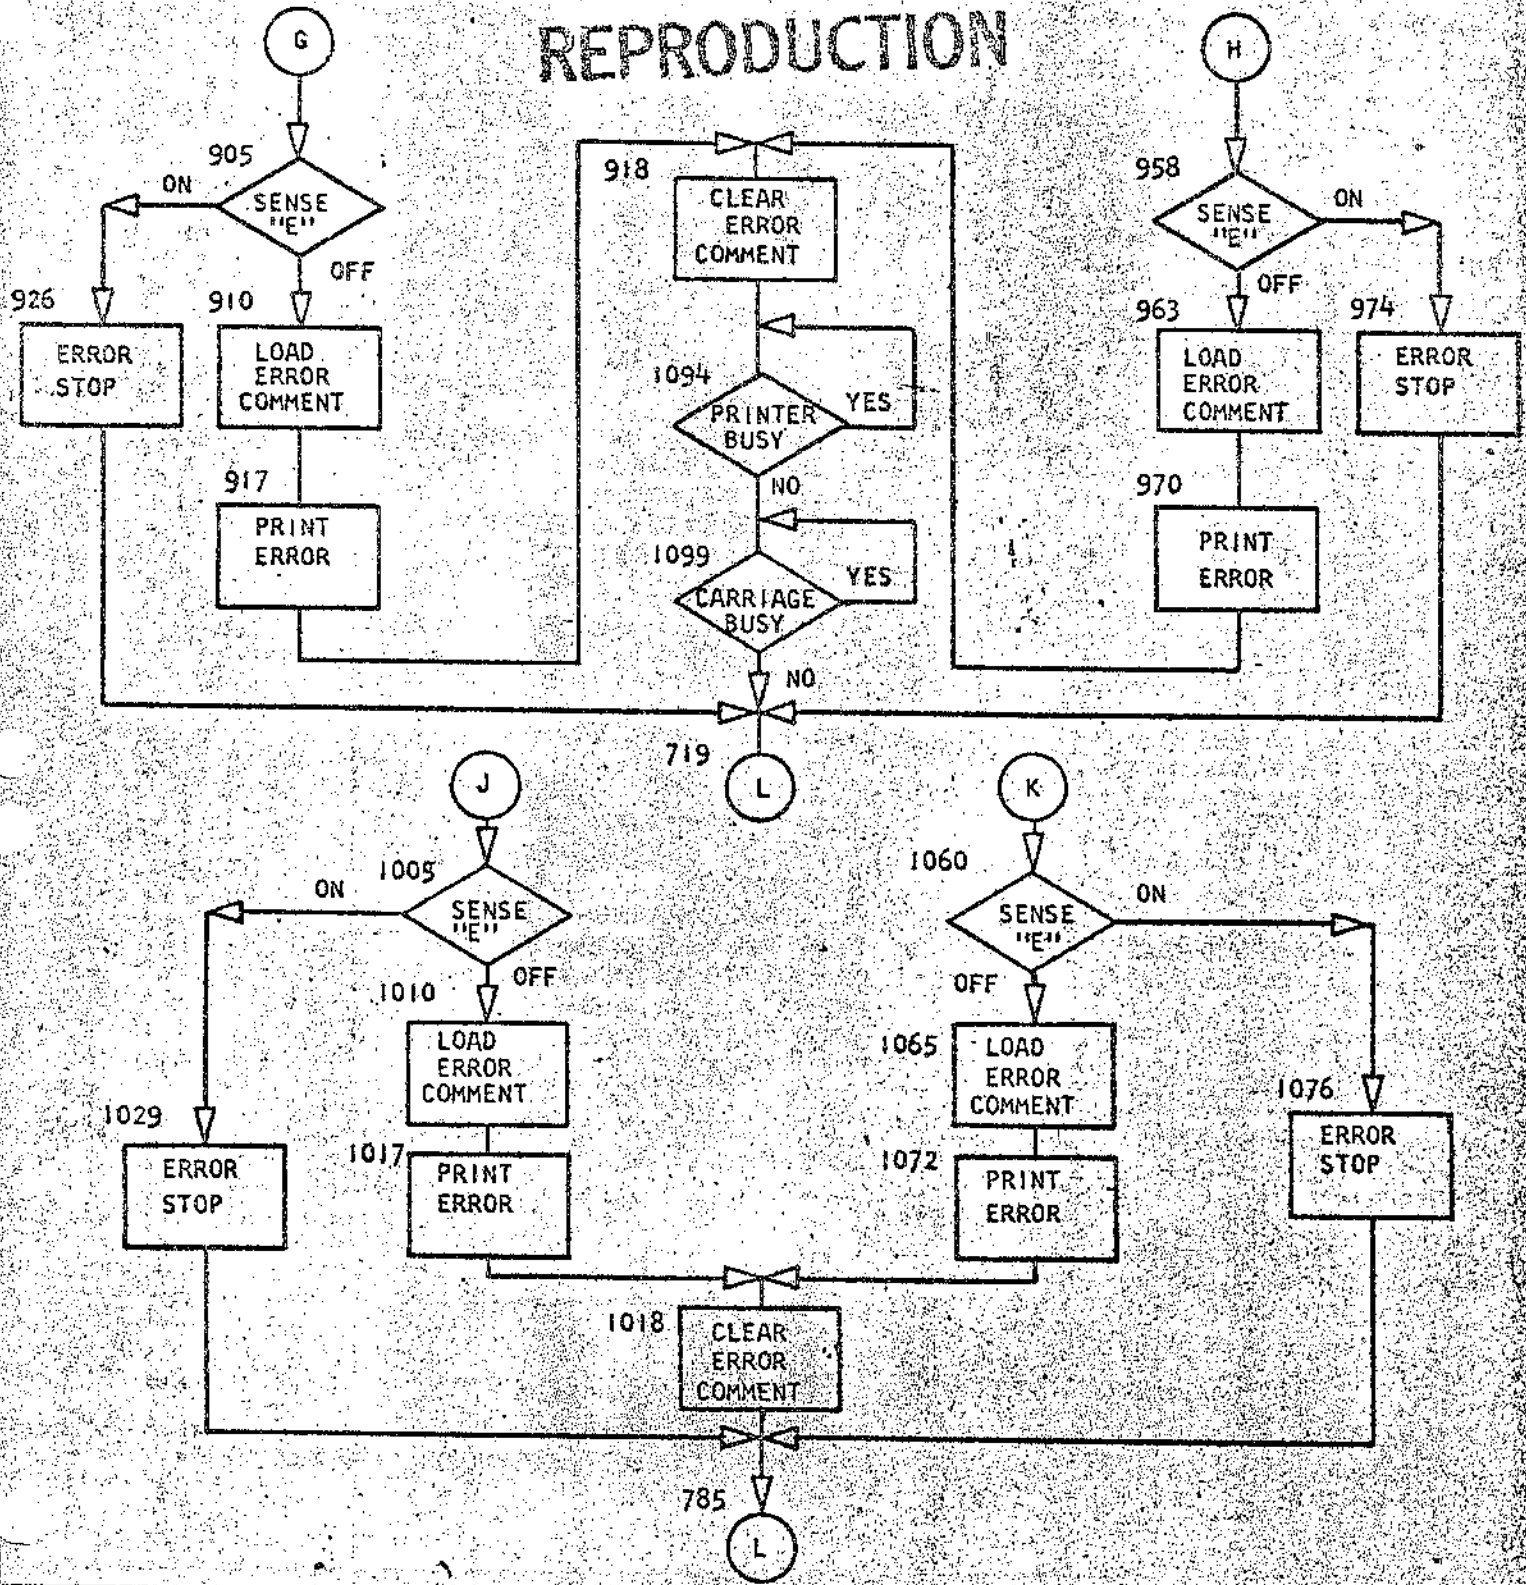 REPRODUCTION
G
905
SENSE
"E"
ON
OFF
926
ERROR
STOP
910
LOAD
ERROR
COMMENT
917
PRINT
ERROR
918
CLEAR
ERROR
COMMENT
1094
PRINTER
BUSY
YES
NO
1099
CARRIAGE
BUSY
YES
NO
719
L
H
958
SENSE
"E"
ON
OFF
963
LOAD
ERROR
COMMENT
974
ERROR
STOP
970
PRINT
ERROR
J
1005
SENSE
"E"
ON
OFF
1010
LOAD
ERROR
COMMENT
1029
ERROR
STOP
1017
PRINT
ERROR
K
1060
SENSE
"E"
ON
OFF
1065
LOAD
ERROR
COMMENT
1076
ERROR
STOP
1072
PRINT
ERROR
1018
CLEAR
ERROR
COMMENT
785
L